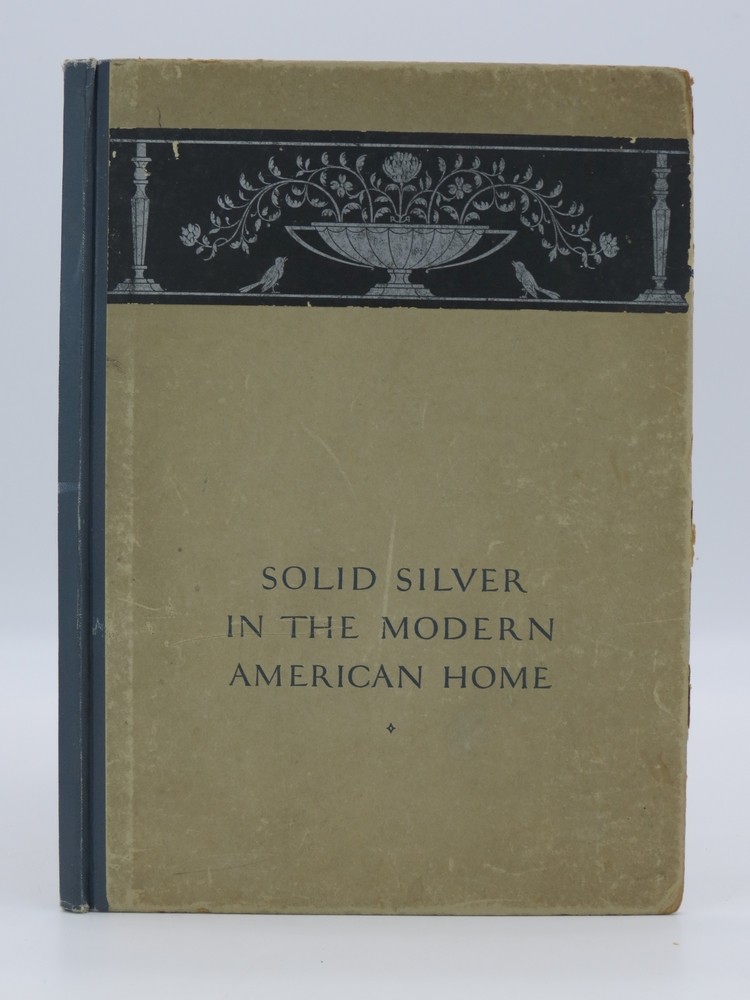 SOLID SILVER
IN THE MODERN
AMERICAN HOME